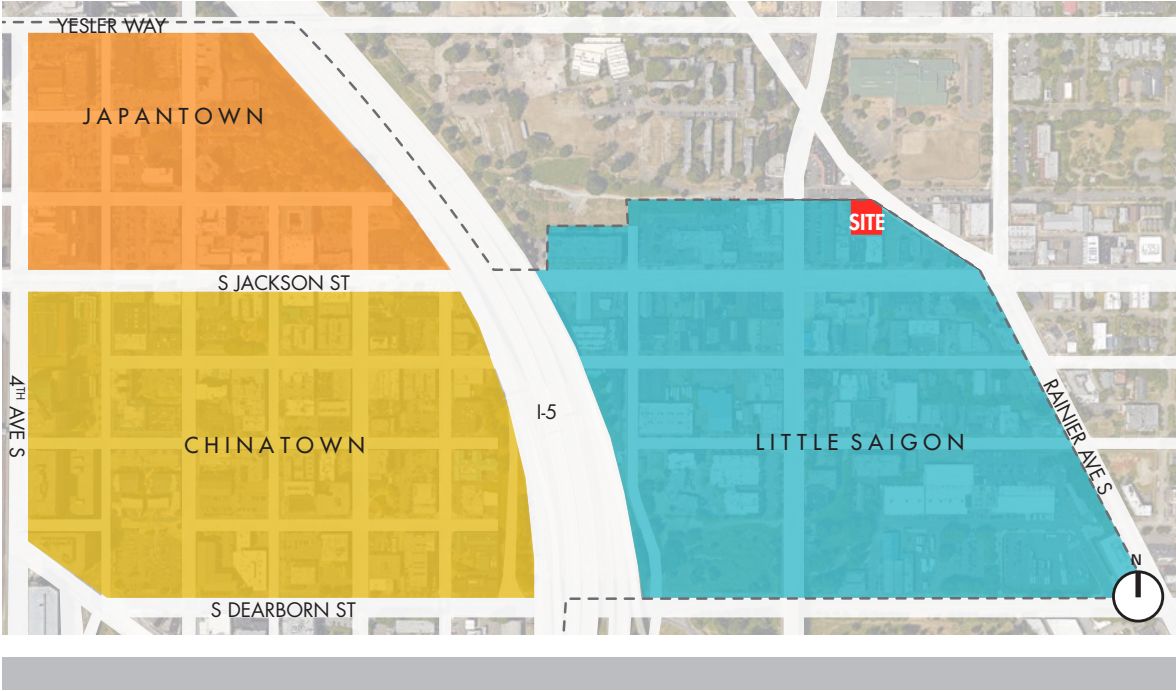 YESLER WAY
JAPANTOWN
SITE
S JACKSON ST
4TH AVE S
I-5
CHINATOWN
LITTLE SAIGON
RAINIER AVE S
N
S DEARBORN ST